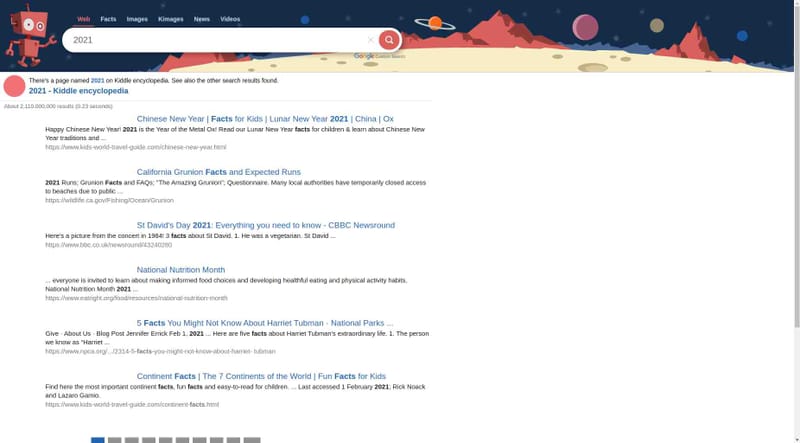 Web Facts Images Kimages News Videos
2021
Google Custom Search
There's a page named 2021 on Kiddle encyclopedia. See also the other search results found.
2021 - Kiddle encyclopedia
About 2,110,000,000 results (0.23 seconds)
Chinese New Year | Facts for Kids | Lunar New Year 2021 | China | Ox
Happy Chinese New Year! 2021 is the Year of the Metal Ox! Read our Lunar New Year facts for children & learn about Chinese New
Year traditions and ...
https://www.kids-world-travel-guide.com/chinese-new-year.html
California Grunion Facts and Expected Runs
2021 Runs; Grunion Facts and FAQs; "The Amazing Grunion"; Questionnaire. Many local authorities have temporarily closed access
to beaches due to public ...
https://wildlife.ca.gov/Fishing/Ocean/Grunion
St David's Day 2021: Everything you need to know - CBBC Newsround
Here's a picture from the concert in 1984! 3 facts about St David. 1. He was a vegetarian. St David ...
https://www.bbc.co.uk/newsround/43240280
National Nutrition Month
... everyone is invited to learn about making informed food choices and developing healthful eating and physical activity habits.
National Nutrition Month 2021 ...
https://www.eatright.org/food/resources/national-nutrition-month
5 Facts You Might Not Know About Harriet Tubman · National Parks ...
Give · About Us · Blog Post Jennifer Errick Feb 1, 2021 ... Here are five facts about Harriet Tubman's extraordinary life. 1. The person
we know as "Harriet ...
https://www.npca.org/.../2314-5-facts-you-might-not-know-about-harriet- tubman
Continent Facts | The 7 Continents of the World | Fun Facts for Kids
Find here the most important continent facts, fun facts and easy-to-read for children. ... Last accessed 1 February 2021; Rick Noack
and Lazaro Gamio.
https://www.kids-world-travel-guide.com/continent-facts.html